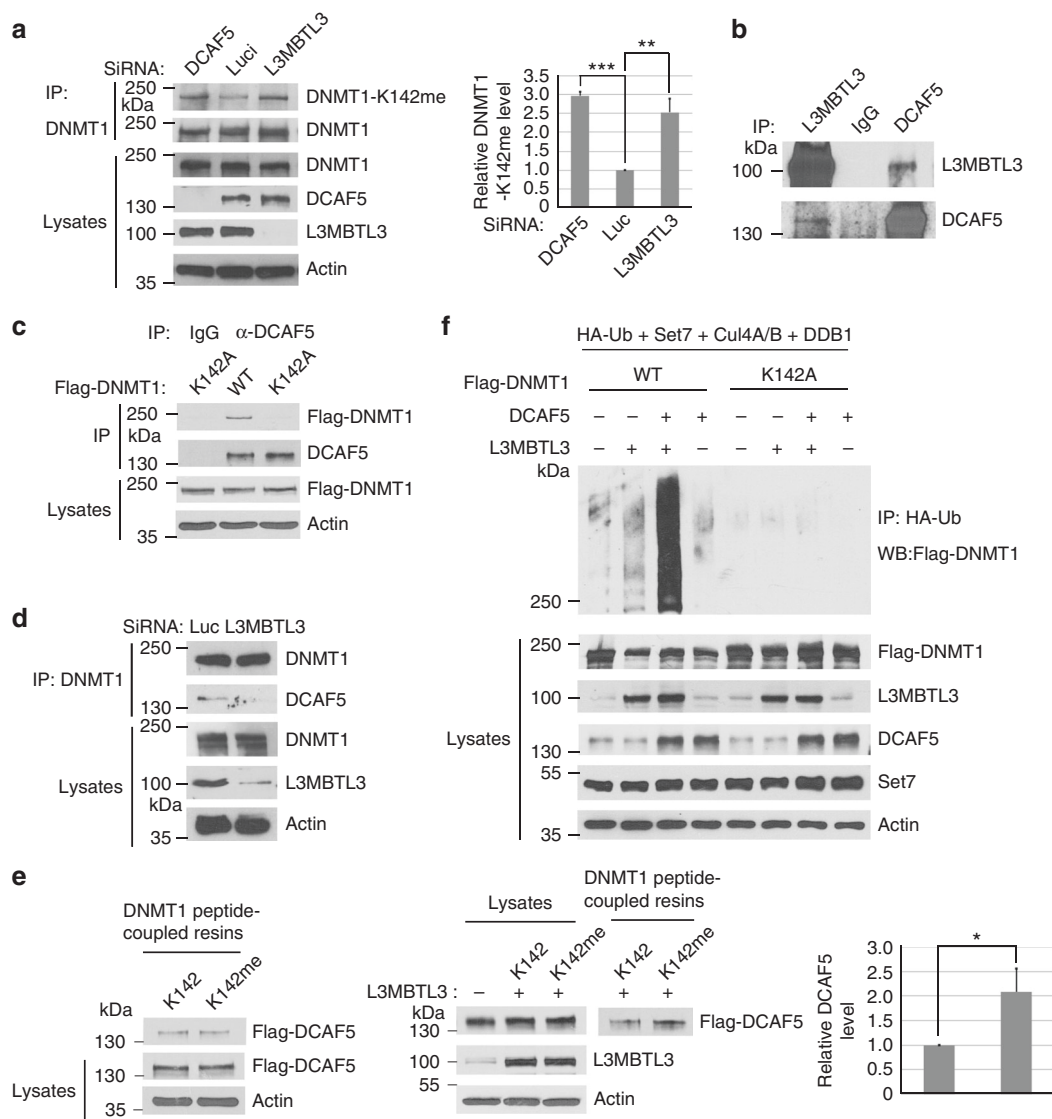 a
SiRNA:
DCAF5
Luci
L3MBTL3
IP:
DNMT1
250
kDa
DNMT1-K142me
250
DNMT1
Lysates
250
DNMT1
130
DCAF5
100
L3MBTL3
35
Actin
Relative DNMT1
-K142me level
3.5
3.0
2.5
2.0
1.5
1.0
0.5
0
***
**
SiRNA:
DCAF5
Luc
L3MBTL3
b
IP:
L3MBTL3
IgG
DCAF5
kDa
100
L3MBTL3
130
DCAF5
c
IP: IgG α-DCAF5
Flag-DNMT1:
K142A
WT
K142A
IP
250
kDa
Flag-DNMT1
130
DCAF5
Lysates
250
Flag-DNMT1
35
Actin
d
SiRNA: Luc L3MBTL3
IP: DNMT1
250
DNMT1
130
DCAF5
Lysates
250
DNMT1
100
kDa
L3MBTL3
35
Actin
f
HA-Ub + Set7 + Cul4A/B + DDB1
Flag-DNMT1 WT K142A
DCAF5 – – + + – – + +
L3MBTL3 – + + – – + + –
kDa
IP: HA-Ub
WB:Flag-DNMT1
250
Lysates
250
Flag-DNMT1
100
L3MBTL3
130
DCAF5
55
Set7
35
Actin
e
DNMT1 peptide-
coupled resins
K142
K142me
kDa
130
Flag-DCAF5
Lysates
130
Flag-DCAF5
35
Actin
Lysates
DNMT1 peptide-
coupled resins
K142
K142me
K142
K142me
L3MBTL3 : – + + + +
kDa
130
Flag-DCAF5
100
L3MBTL3
55
Actin
Relative DCAF5
level
3.0
2.5
2.0
1.5
1.0
0.5
0
*